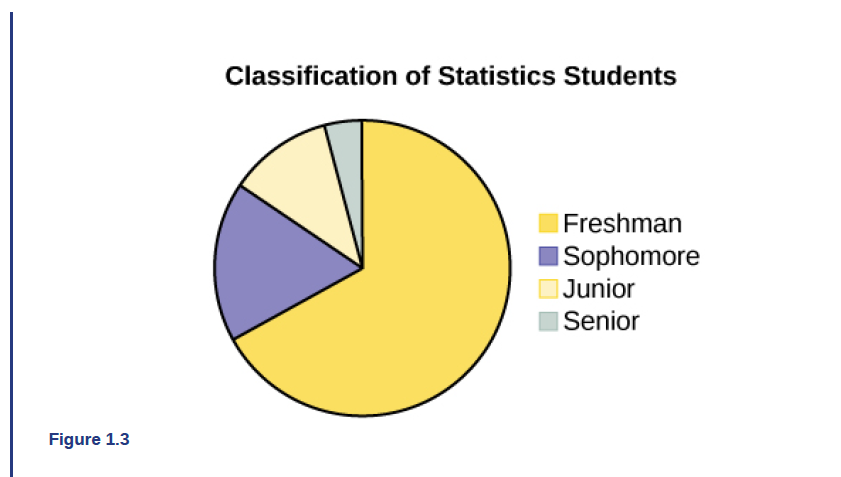 Classification of Statistics Students
Freshman
Sophomore
Junior
Senior
Figure 1.3